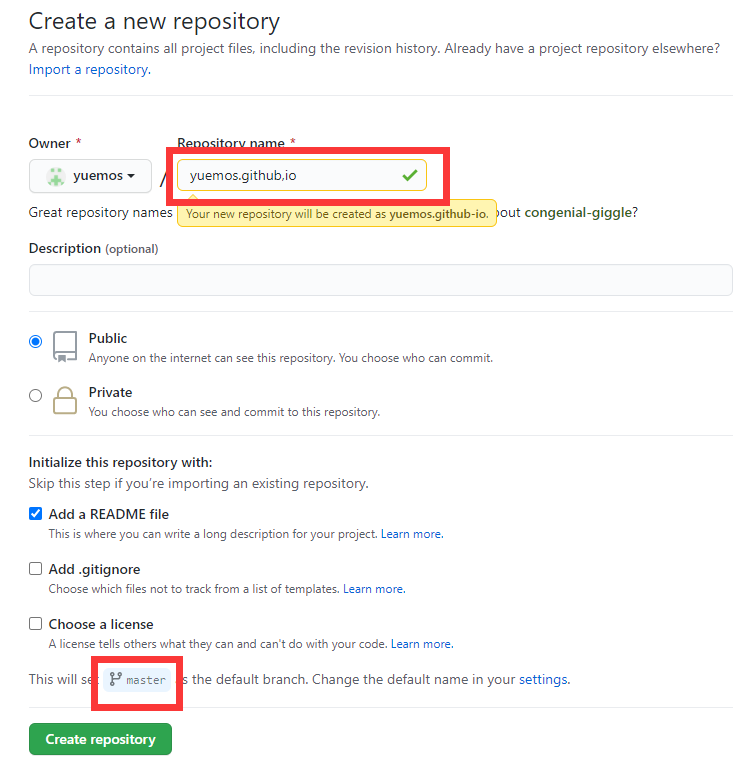 Create a new repository
A repository contains all project files, including the revision history. Already have a project repository elsewhere?
Import a repository.
Owner * Repository name *
yuemos / yuemos.github,io
Great repository names out congenial-giggle?
Your new repository will be created as yuemos.github-io.
Description (optional)
Public
Anyone on the internet can see this repository. You choose who can commit.
Private
You choose who can see and commit to this repository.
Initialize this repository with:
Skip this step if you're importing an existing repository.
Add a README file
This is where you can write a long description for your project. Learn more.
Add .gitignore
Choose which files not to track from a list of templates. Learn more.
Choose a license
A license tells others what they can and can't do with your code. Learn more.
This will se master s the default branch. Change the default name in your settings.
Create repository